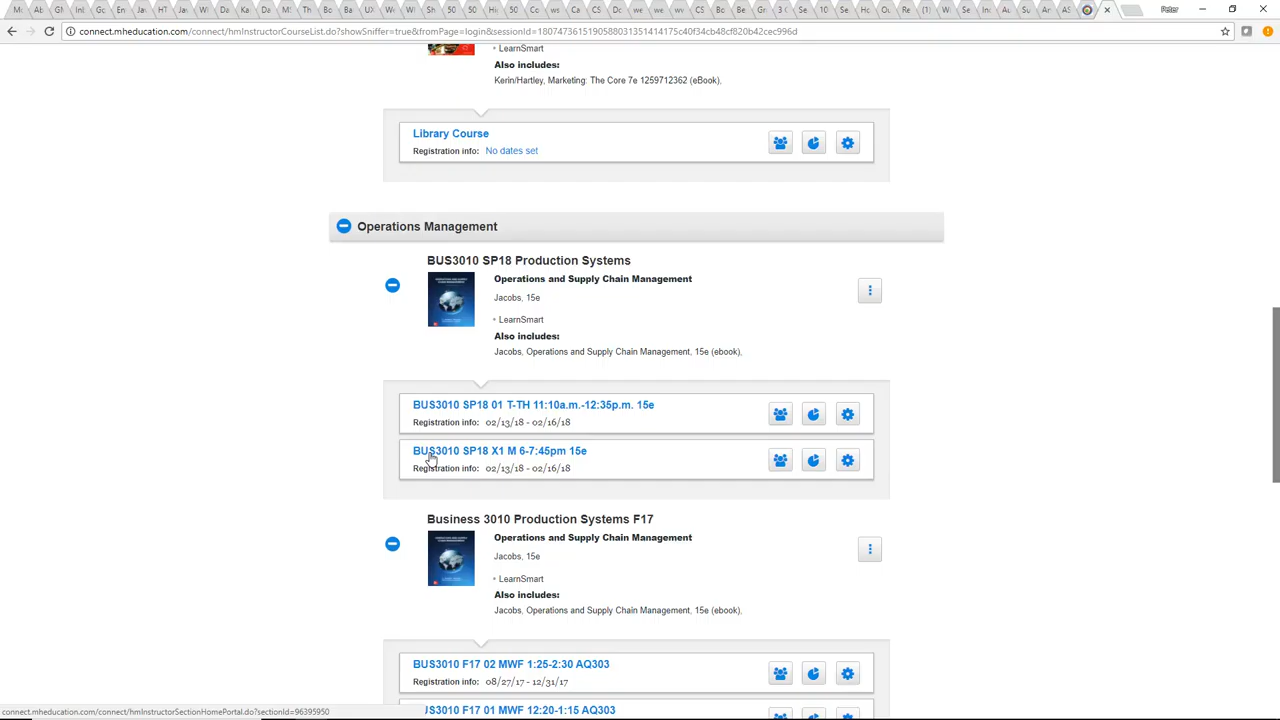 Peter
connect.mheducation.com/connect/hmInstructorCourseList.do?showSniffer=true&fromPage=login&sessionId=18074736151905880313514141 75c40f34cb48cf820b42cec996d
LearnSmart
Also includes:
Kerin/Hartley, Marketing: The Core 7e 1259712362 (eBook),
Library Course
Registration info: No dates set
Operations Management
BUS3010 SP18 Production Systems
Operations and Supply Chain Management
Jacobs, 15e
LearnSmart
Also includes:
Jacobs, Operations and Supply Chain Management, 15e (ebook),
BUS3010 SP18 01 T-TH 11:10a.m.-12:35p.m. 15e
Registration info: 02/13/18 - 02/16/18
BUS3010 SP18 X1 M 6-7:45pm 15e
Registration info: 02/13/18 - 02/16/18
Business 3010 Production Systems F17
Operations and Supply Chain Management
Jacobs, 15e
LearnSmart
Also includes:
Jacobs, Operations and Supply Chain Management, 15e (ebook),
BUS3010 F17 02 MWF 1:25-2:30 AQ303
Registration info: 08/27/17 - 12/31/17
BUS3010 F17 01 MWF 12:20-1:15 AQ303
connect.mheducation.com/connect/hmInstructorSectionHomePortal.do?sectionId=96395950